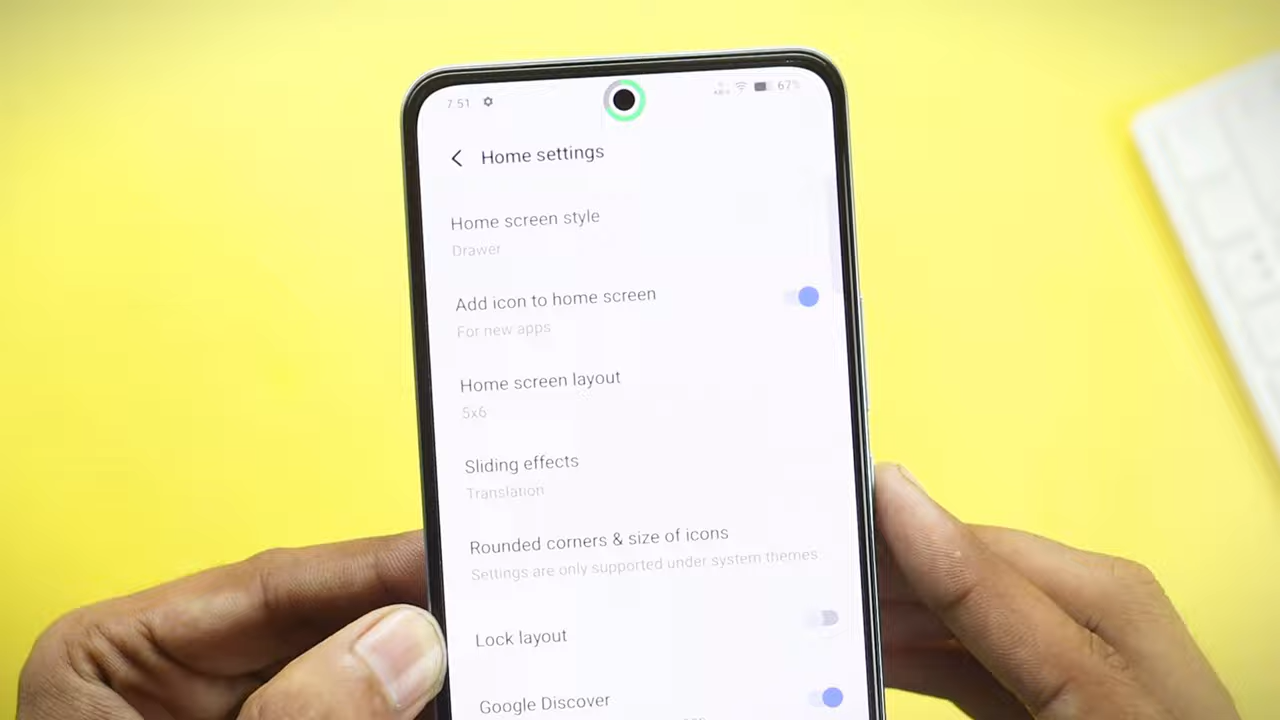 7:51 67%
Home settings
Home screen style
Drawer
Add icon to home screen
For new apps
Home screen layout
5x6
Sliding effects
Translation
Rounded corners & size of icons
Settings are only supported under system themes
Lock layout
Google Discover